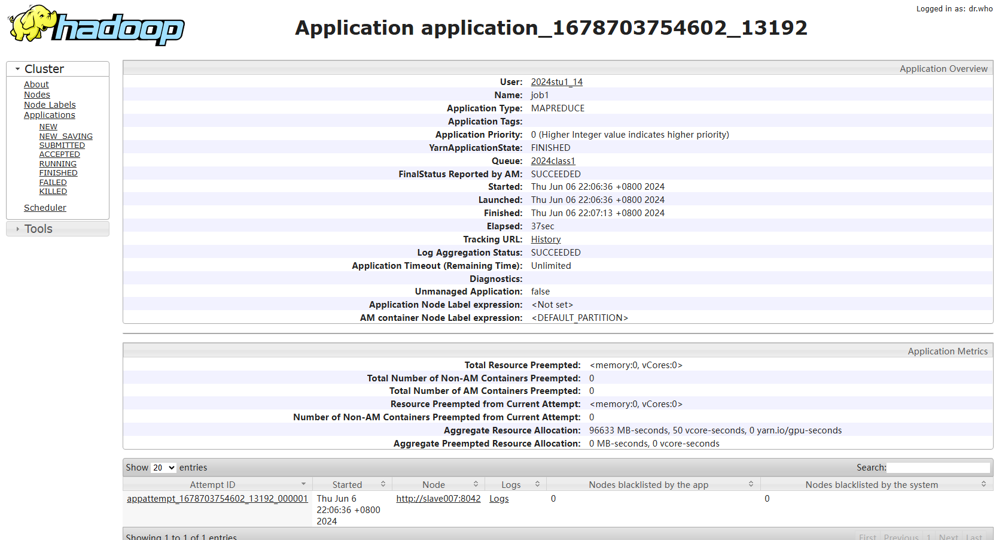 hadoop
Logged in as: dr.who
Application application_1678703754602_13192
Cluster
About
Nodes
Node Labels
Applications
NEW
NEW_SAVING
SUBMITTED
ACCEPTED
RUNNING
FINISHED
FAILED
KILLED
Scheduler
Tools
Application Overview
User: 2024stu1_14
Name: job1
Application Type: MAPREDUCE
Application Tags:
Application Priority: 0 (Higher Integer value indicates higher priority)
YarnApplicationState: FINISHED
Queue: 2024class1
FinalStatus Reported by AM: SUCCEEDED
Started: Thu Jun 06 22:06:36 +0800 2024
Launched: Thu Jun 06 22:06:36 +0800 2024
Finished: Thu Jun 06 22:07:13 +0800 2024
Elapsed: 37sec
Tracking URL: History
Log Aggregation Status: SUCCEEDED
Application Timeout (Remaining Time): Unlimited
Diagnostics:
Unmanaged Application: false
Application Node Label expression: <Not set>
AM container Node Label expression: <DEFAULT_PARTITION>
Application Metrics
Total Resource Preempted: <memory:0, vCores:0>
Total Number of Non-AM Containers Preempted: 0
Total Number of AM Containers Preempted: 0
Resource Preempted from Current Attempt: <memory:0, vCores:0>
Number of Non-AM Containers Preempted from Current Attempt: 0
Aggregate Resource Allocation: 96633 MB-seconds, 50 vcore-seconds, 0 yarn.io/gpu-seconds
Aggregate Preempted Resource Allocation: 0 MB-seconds, 0 vcore-seconds
Show 20 entries Search:
Attempt ID Started Node Logs Nodes blacklisted by the app Nodes blacklisted by the system
appattempt_1678703754602_13192_000001 Thu Jun 6 http://slave007:8042 Logs 0 0
22:06:36 +0800
2024
Showing 1 to 1 of 1 entries First Previous 1 Next Last